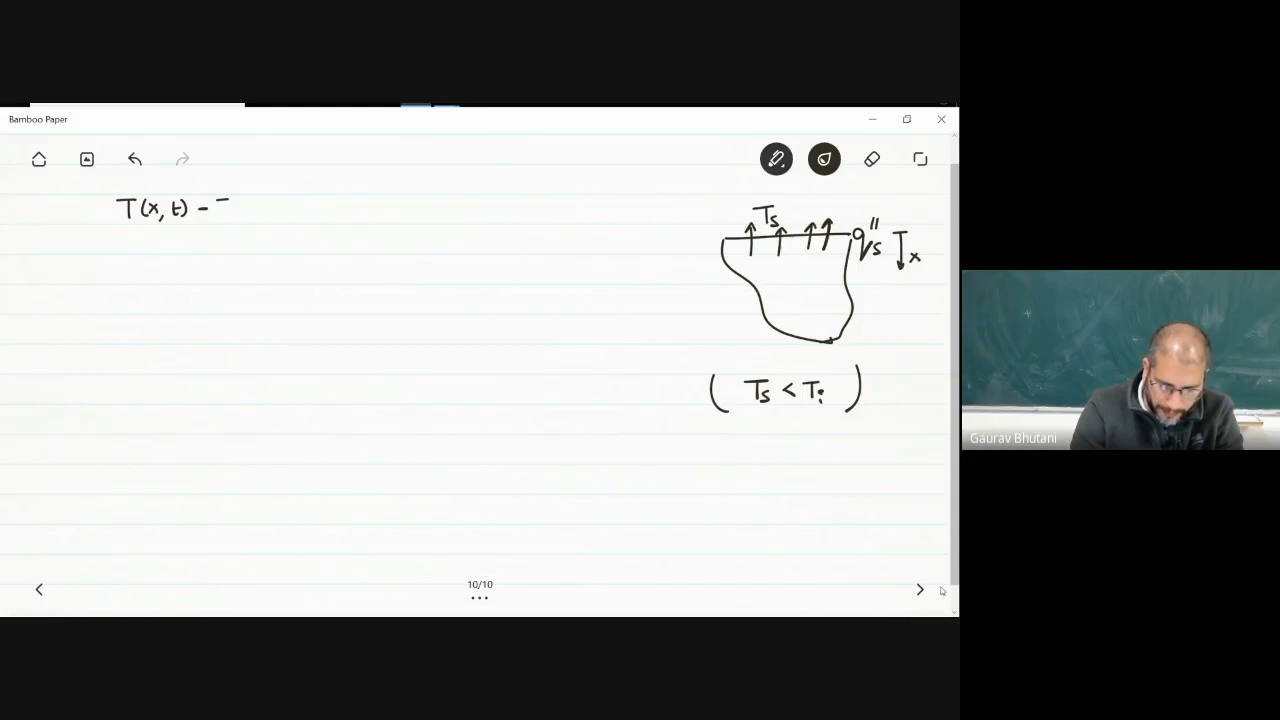 Bamboo Paper
T(x, t) -
Ts
q"s
x
(Ts < Ti)
Gaurav Bhutani
10/10